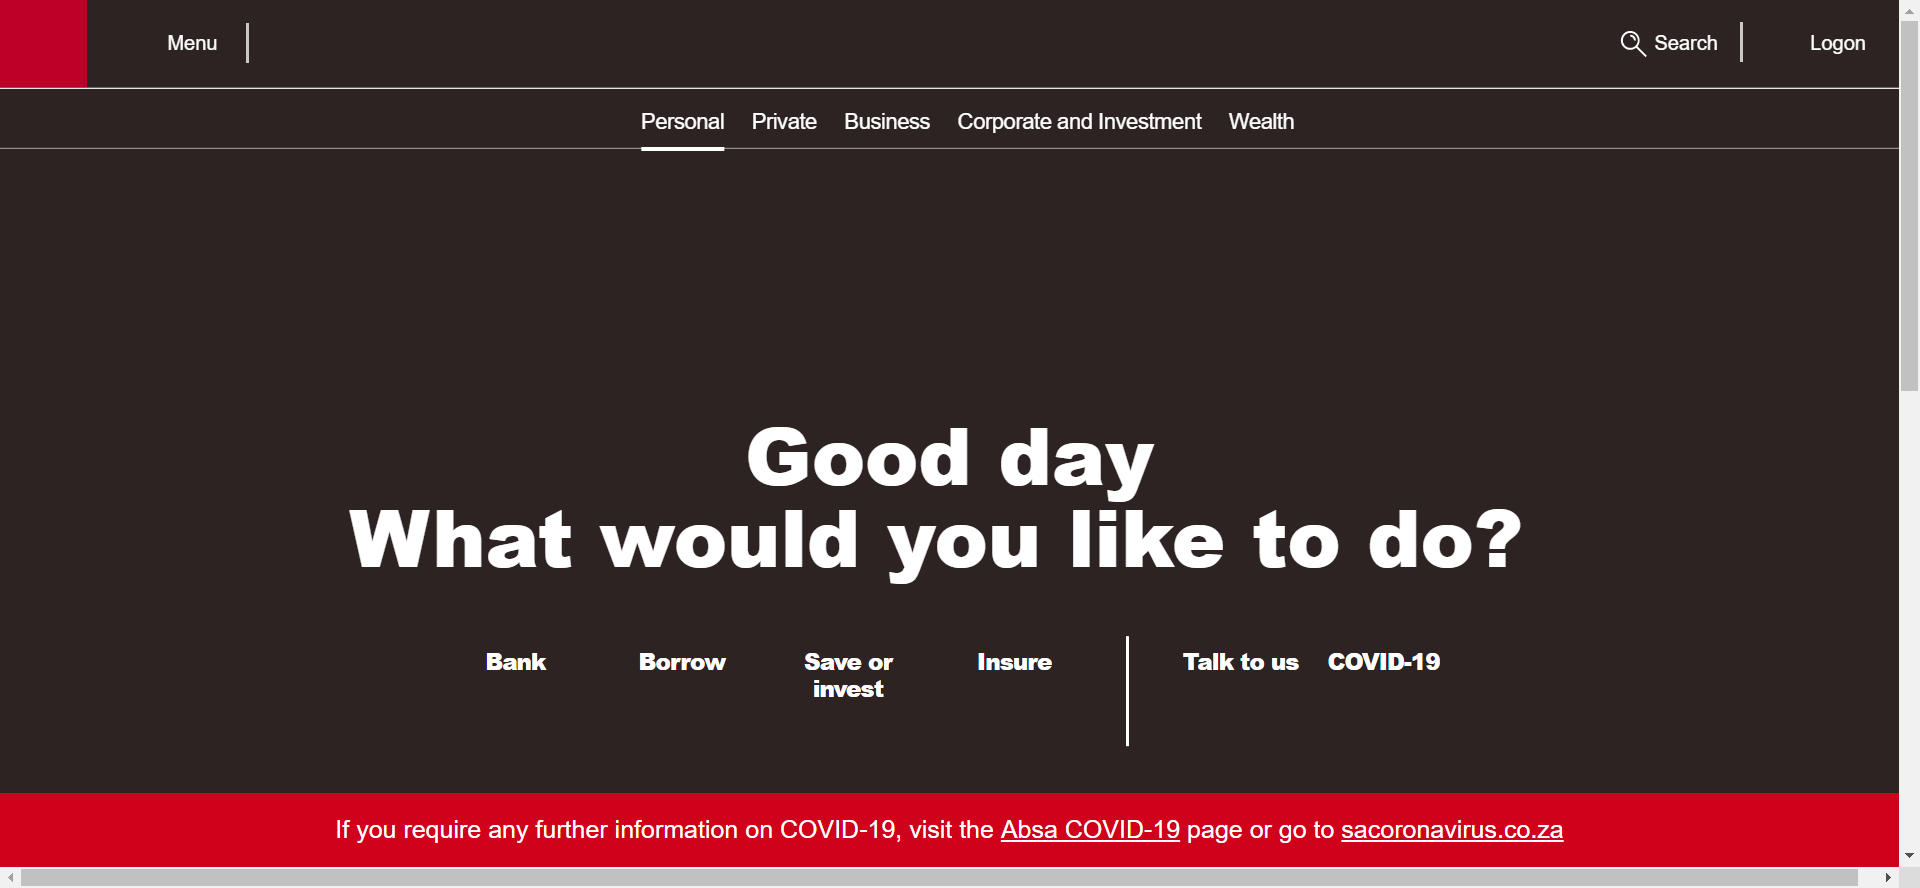 Menu
Search
Logon
Personal Private Business Corporate and Investment Wealth
Good day
What would you like to do?
Bank
Borrow
Save or
invest
Insure
Talk to us
COVID-19
If you require any further information on COVID-19, visit the Absa COVID-19 page or go to sacoronavirus.co.za